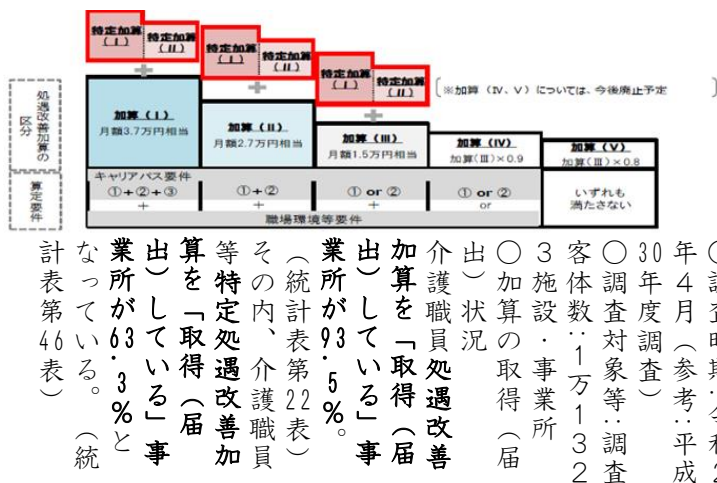 特定加算
（Ⅰ）
特定加算
（Ⅱ）
特定加算
（Ⅰ）
特定加算
（Ⅱ）
特定加算
（Ⅰ）
特定加算
（Ⅱ）
＋
＋
＋
※加算（Ⅳ、Ⅴ）については、今後廃止予定
処遇改善加算の
区分
加算（Ⅰ）
月額3.7万円相当
加算（Ⅱ）
月額2.7万円相当
加算（Ⅲ）
月額1.5万円相当
加算（Ⅳ）
加算（Ⅲ）×0.9
加算（Ⅴ）
加算（Ⅲ）×0.8
算定要件
キャリアパス要件
①＋②＋③
①＋②
① or ②
① or ②
いずれも
満たさない
＋
＋
＋
or
職場環境等要件
年４月（参考：平成
30年度調査）
〇調査対象等：調査
客体数：１万１３２
３施設・事業所
〇加算の取得（届
出）状況
介護職員処遇改善
加算を「取得（届
出）している」事
業所が93.5％。
（統計表第22表）
その内、介護職員
等特定処遇改善加
算を「取得（届
出）している」事
業所が63.3％と
なっている。（統
計表第46表）